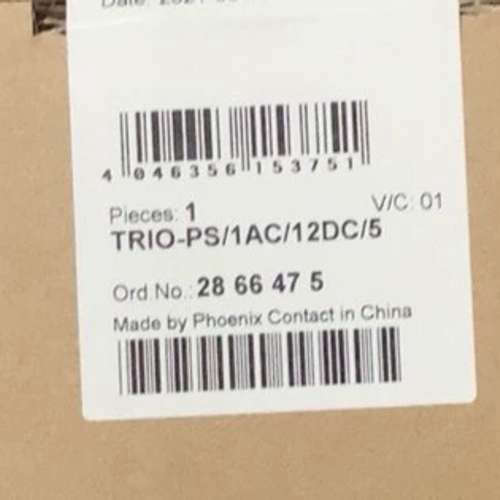 4 046356 153751
Pieces: 1 V/C: 01
TRIO-PS/1AC/12DC/5
Ord No.: 28 66 47 5
Made by Phoenix Contact in China